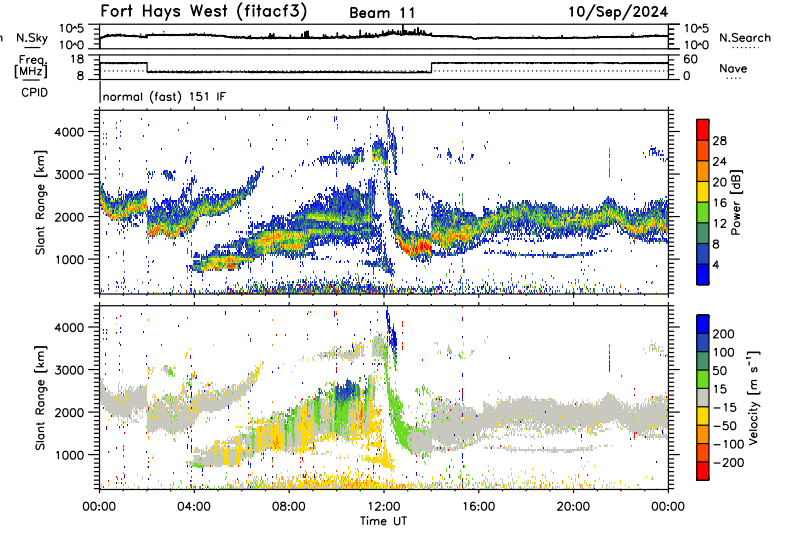 Fort Hays West (fitacf3) Beam 11 10/Sep/2024
N.Sky 10^5 10^0 10^5 10^0 N.Search
Freq. [MHz] 18 8 60 0 Nave
CPID normal (fast) 151 IF
Slant Range [km] 4000 3000 2000 1000
Power [dB] 28 24 20 16 12 8 4
Slant Range [km] 4000 3000 2000 1000
Velocity [m s⁻¹] 200 100 50 15 -15 -50 -100 -200
00:00 04:00 08:00 12:00 16:00 20:00 00:00
Time UT